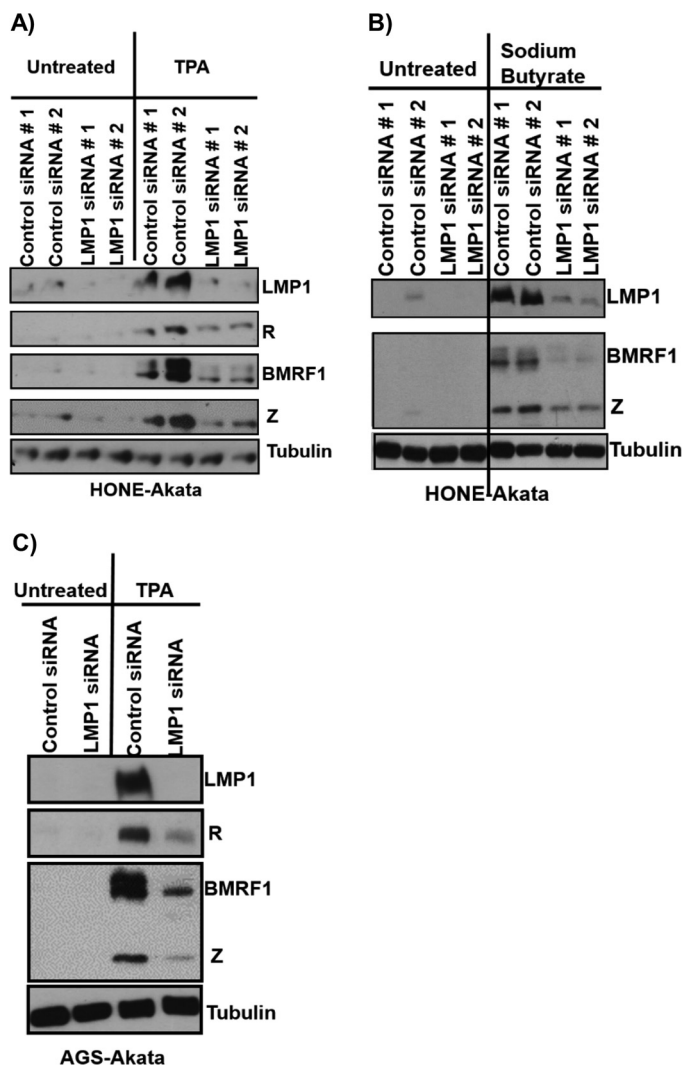 A)
Untreated TPA
Control siRNA # 1
Control siRNA # 2
LMP1 siRNA # 1
LMP1 siRNA # 2
Control siRNA # 1
Control siRNA # 2
LMP1 siRNA # 1
LMP1 siRNA # 2
LMP1
R
BMRF1
Z
Tubulin
HONE-Akata
B)
Untreated
Sodium
Butyrate
Control siRNA # 1
Control siRNA # 2
LMP1 siRNA # 1
LMP1 siRNA # 2
Control siRNA # 1
Control siRNA # 2
LMP1 siRNA # 1
LMP1 siRNA # 2
LMP1
BMRF1
Z
Tubulin
HONE-Akata
C)
Untreated TPA
Control siRNA
LMP1 siRNA
Control siRNA
LMP1 siRNA
LMP1
R
BMRF1
Z
Tubulin
AGS-Akata